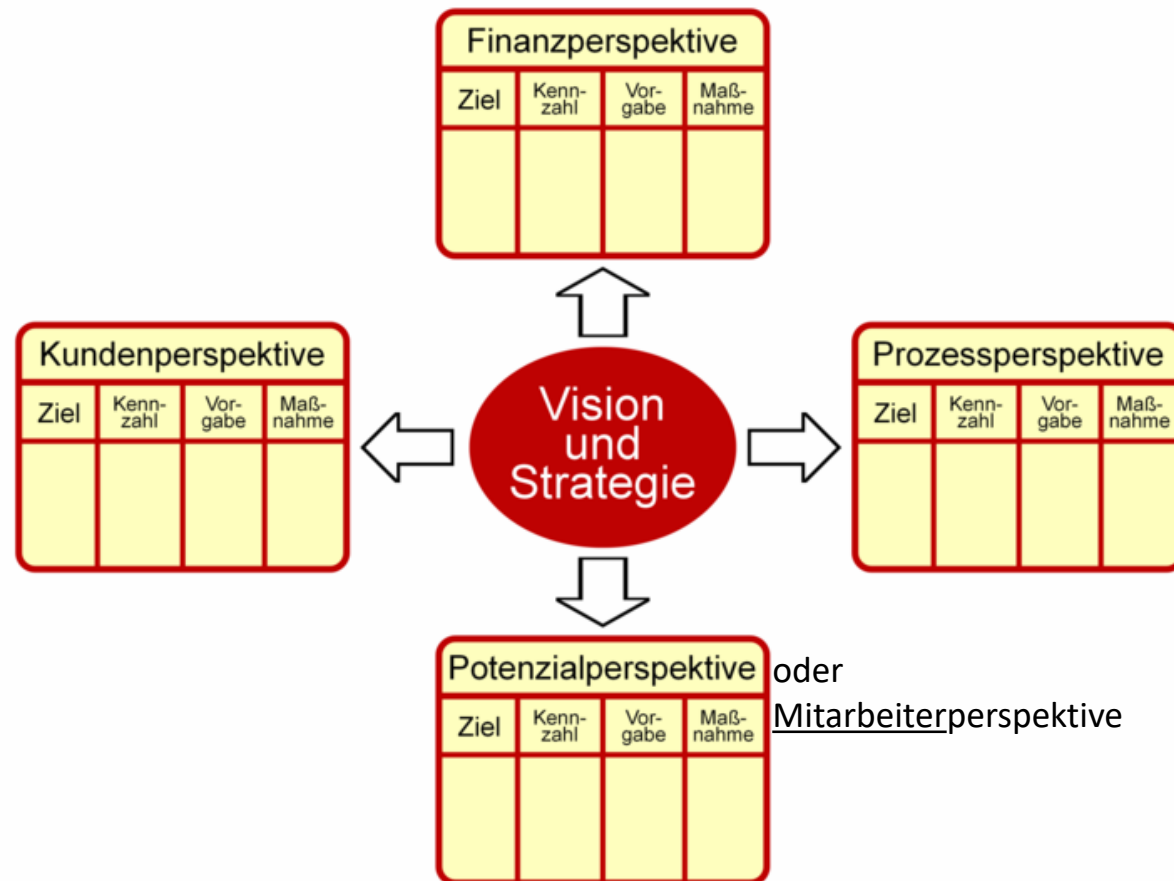 Finanzperspektive
Ziel Kenn- Vor- Maß-
zahl gabe nahme
Kundenperspektive
Ziel Kenn- Vor- Maß-
zahl gabe nahme
Vision
und
Strategie
Prozessperspektive
Ziel Kenn- Vor- Maß-
zahl gabe nahme
Potenzialperspektive oder
Mitarbeiterperspektive
Ziel Kenn- Vor- Maß-
zahl gabe nahme